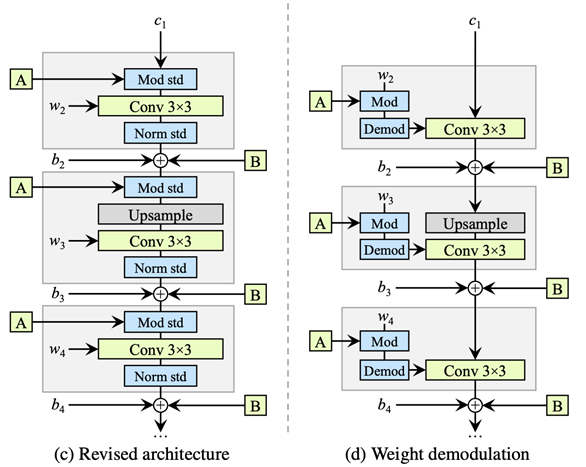 c1
A
Mod std
w2
Conv 3×3
Norm std
b2
+
B
A
Mod std
Upsample
w3
Conv 3×3
Norm std
b3
+
B
A
Mod std
w4
Conv 3×3
Norm std
b4
+
B
...
(c) Revised architecture
c1
w2
A
Mod
Demod
Conv 3×3
b2
+
B
w3
A
Mod
Upsample
Demod
Conv 3×3
b3
+
B
w4
A
Mod
Demod
Conv 3×3
b4
+
B
...
(d) Weight demodulation